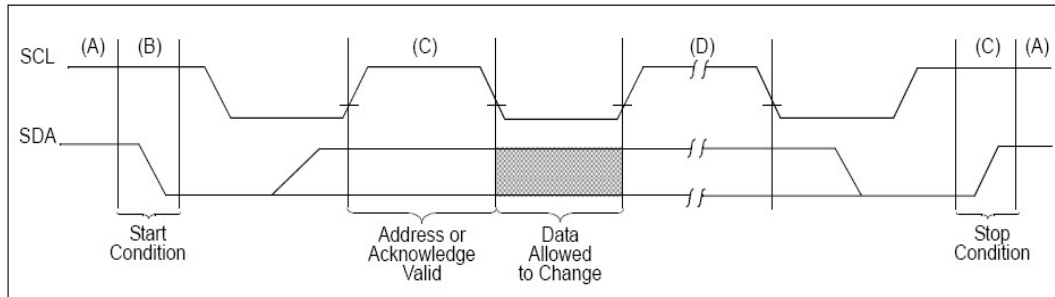 SCL (A) (B) (C) (D) (C) (A)
SDA
Start
Condition
Address or
Acknowledge
Valid
Data
Allowed
to Change
Stop
Condition